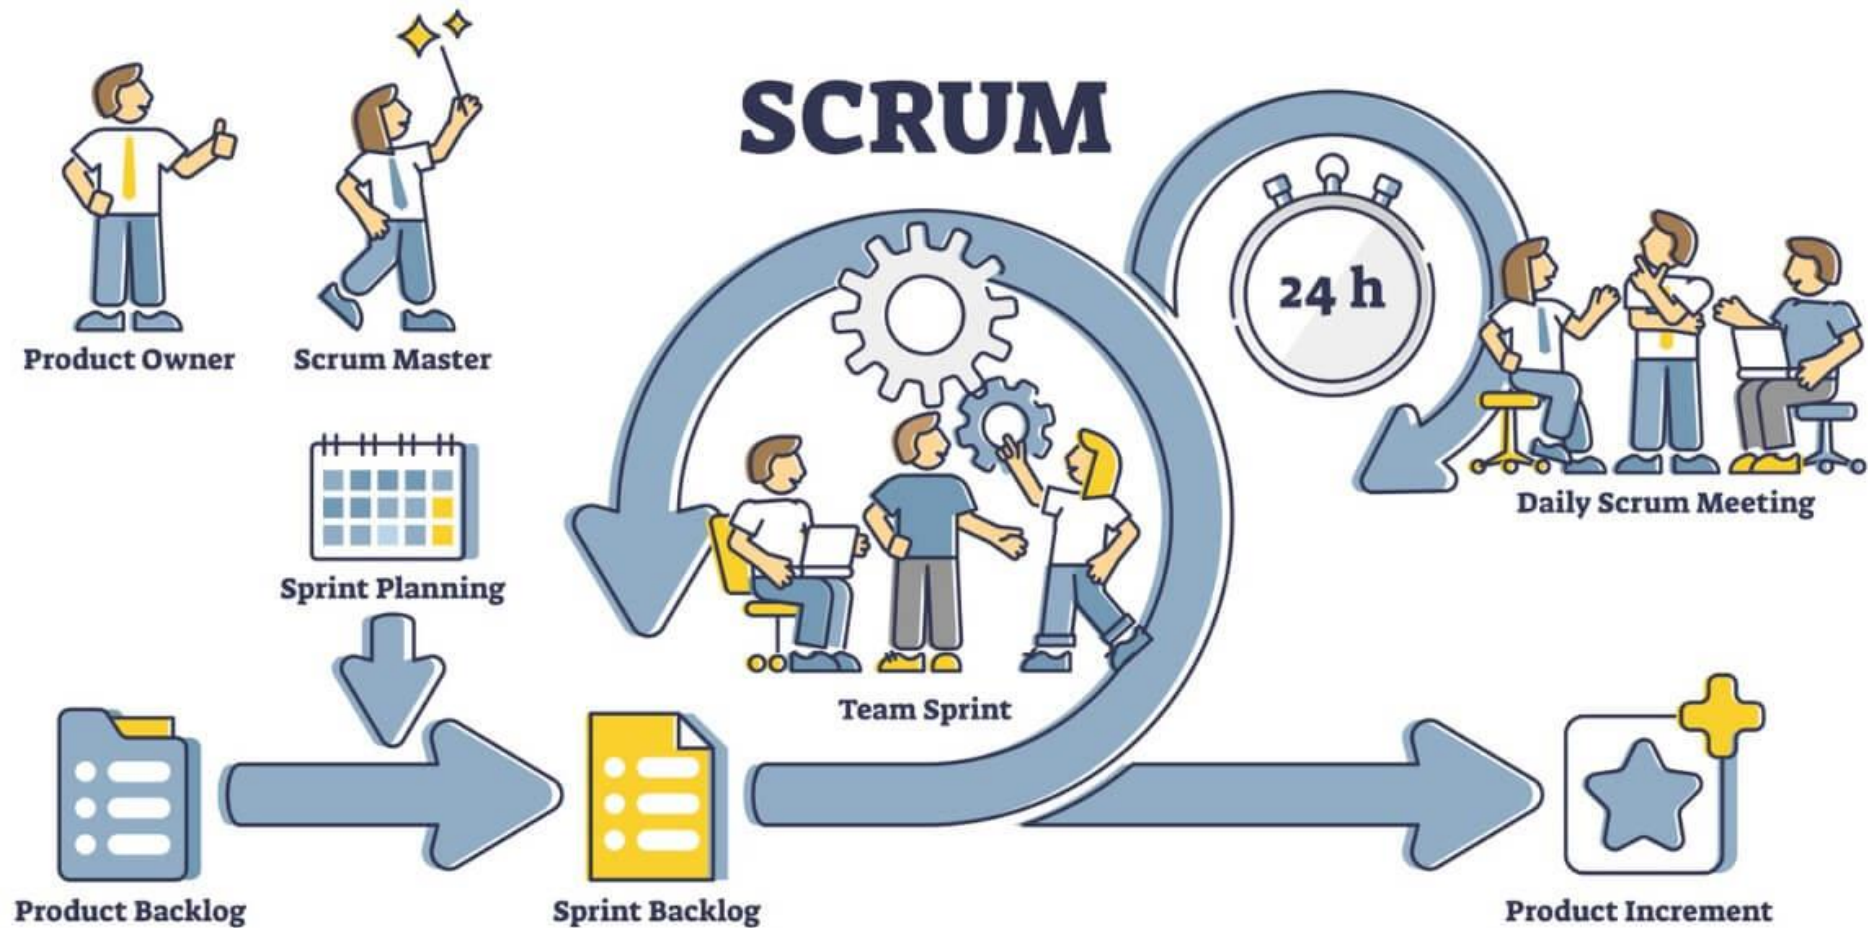 SCRUM
24 h
Product Owner
Scrum Master
Daily Scrum Meeting
Sprint Planning
Team Sprint
Product Backlog
Sprint Backlog
Product Increment